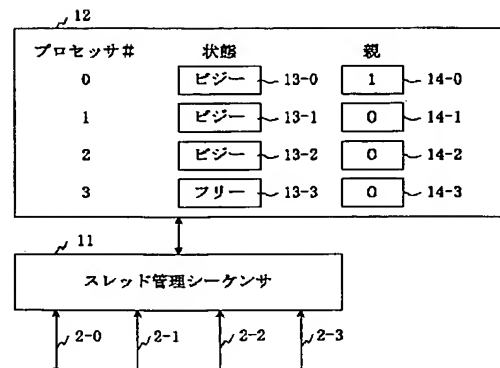 12
プロセッサ# 状態 親
0 ビジー 13-0 1 14-0
1 ビジー 13-1 0 14-1
2 ビジー 13-2 0 14-2
3 フリー 13-3 0 14-3
11
スレッド管理シーケンサ
2-0 2-1 2-2 2-3